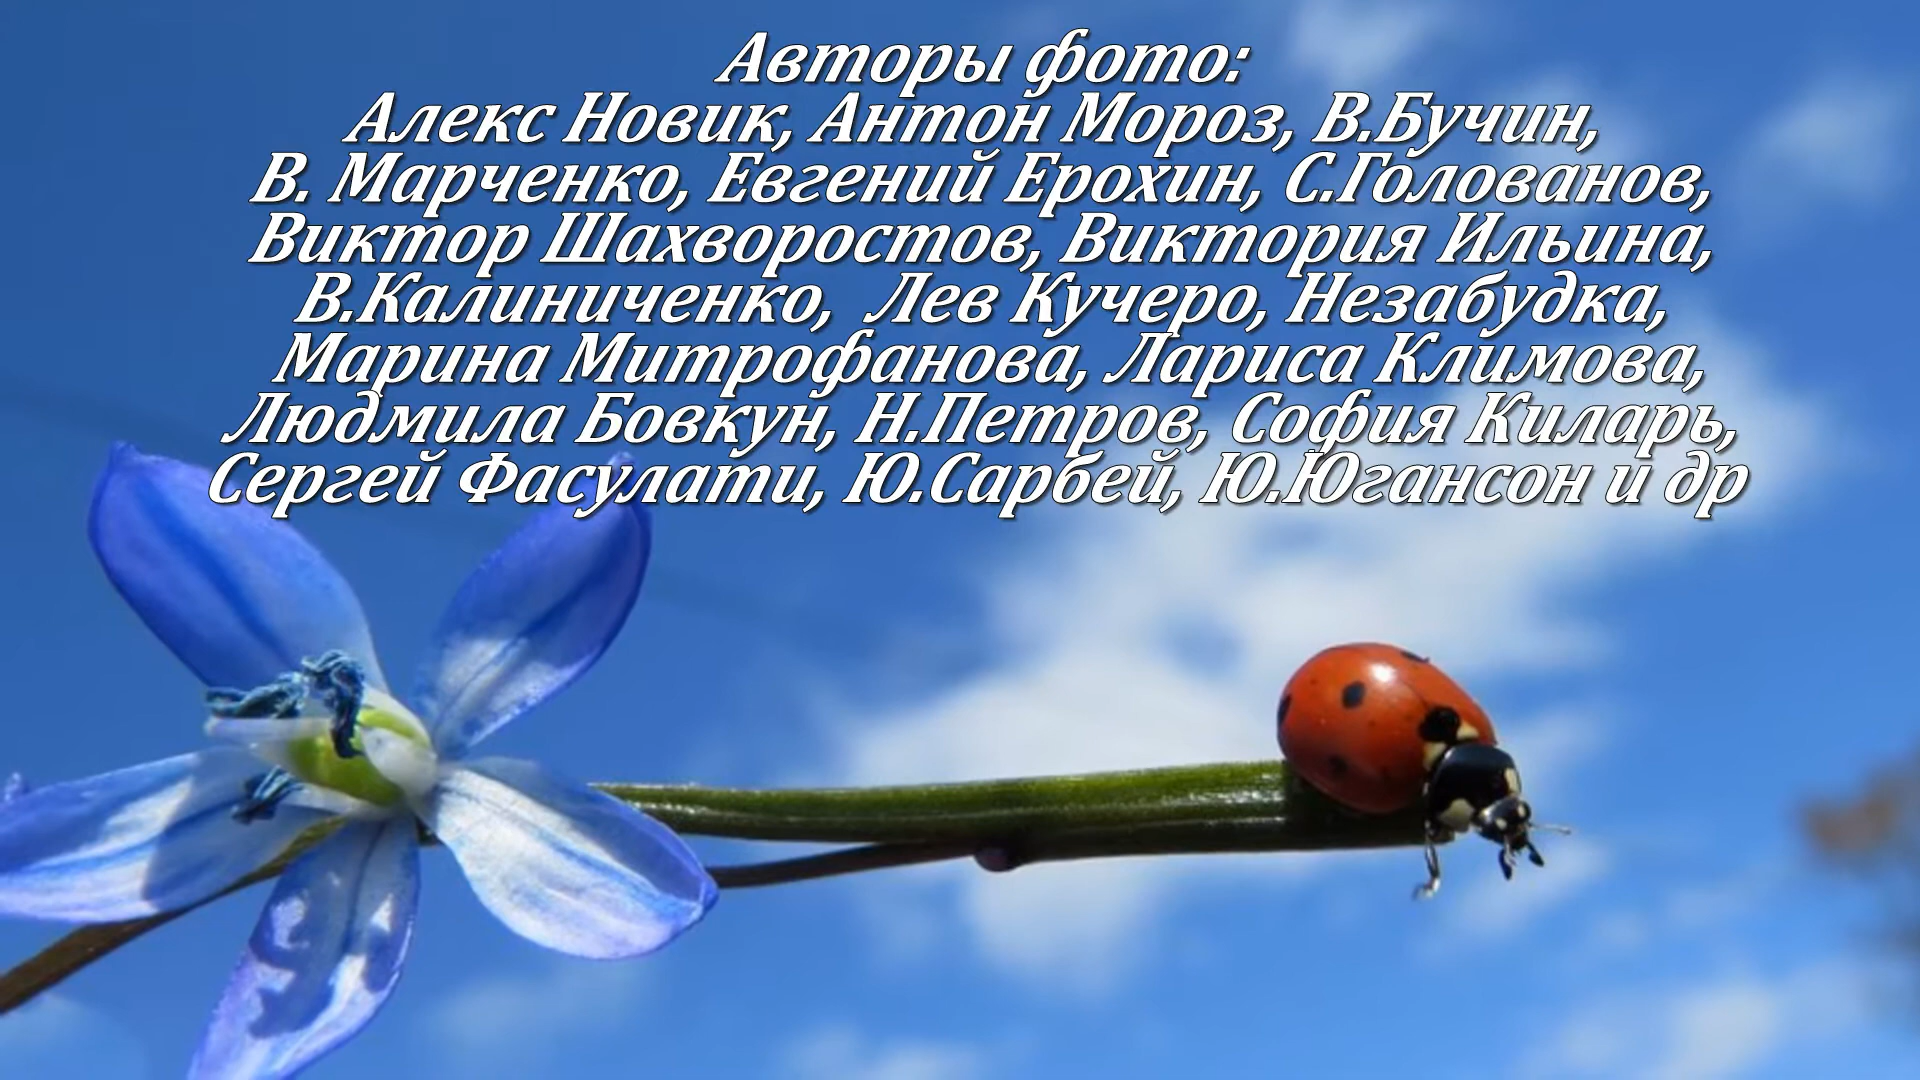 Авторы фото:
Алекс Новик, Антон Мороз, В.Бучин,
В. Марченко, Евгений Ерохин, С.Голованов,
Виктор Шахворостов, Виктория Ильина,
В.Калиниченко, Лев Кучеро, Незабудка,
Марина Митрофанова, Лариса Климова,
Людмила Бовкун, Н.Петров, София Киларь,
Сергей Фасулати, Ю.Сарбей, Ю.Югансон и др